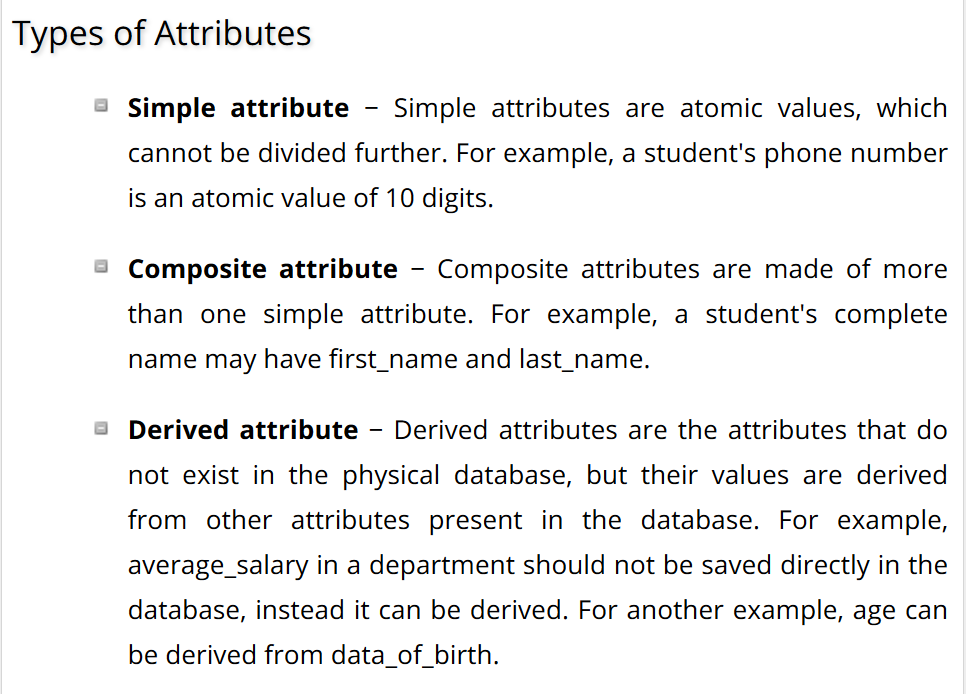 Types of Attributes
Simple attribute − Simple attributes are atomic values, which
cannot be divided further. For example, a student's phone number
is an atomic value of 10 digits.
Composite attribute − Composite attributes are made of more
than one simple attribute. For example, a student's complete
name may have first_name and last_name.
Derived attribute − Derived attributes are the attributes that do
not exist in the physical database, but their values are derived
from other attributes present in the database. For example,
average_salary in a department should not be saved directly in the
database, instead it can be derived. For another example, age can
be derived from data_of_birth.